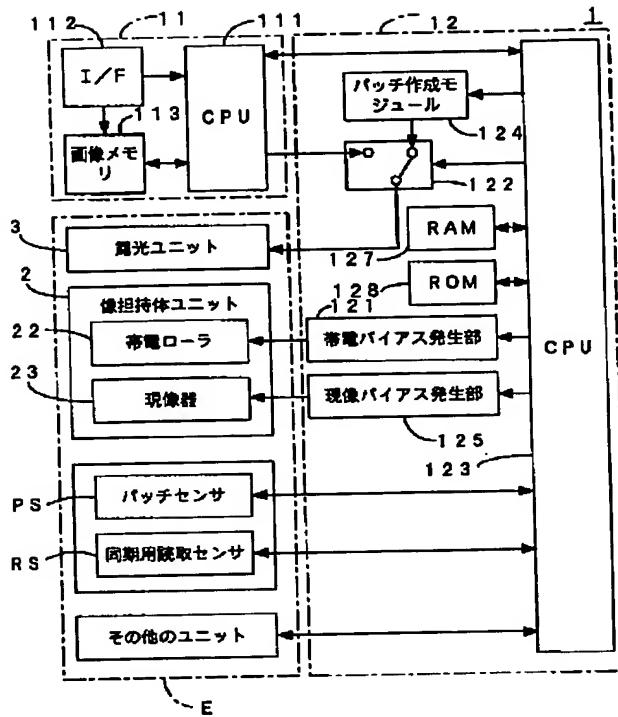 112
11
111
12
1
I/F
113
CPU
画像メモ
リ
パッチ作成モ
ジュール
124
122
3
露光ユニット
RAM
127
ROM
128
2
像担持体ユニット
121
22
帯電ローラ
帯電バイアス発生部
CPU
23
現像器
現像バイアス発生部
125
123
PS
パッチセンサ
RS
同期用読取センサ
その他のユニット
E